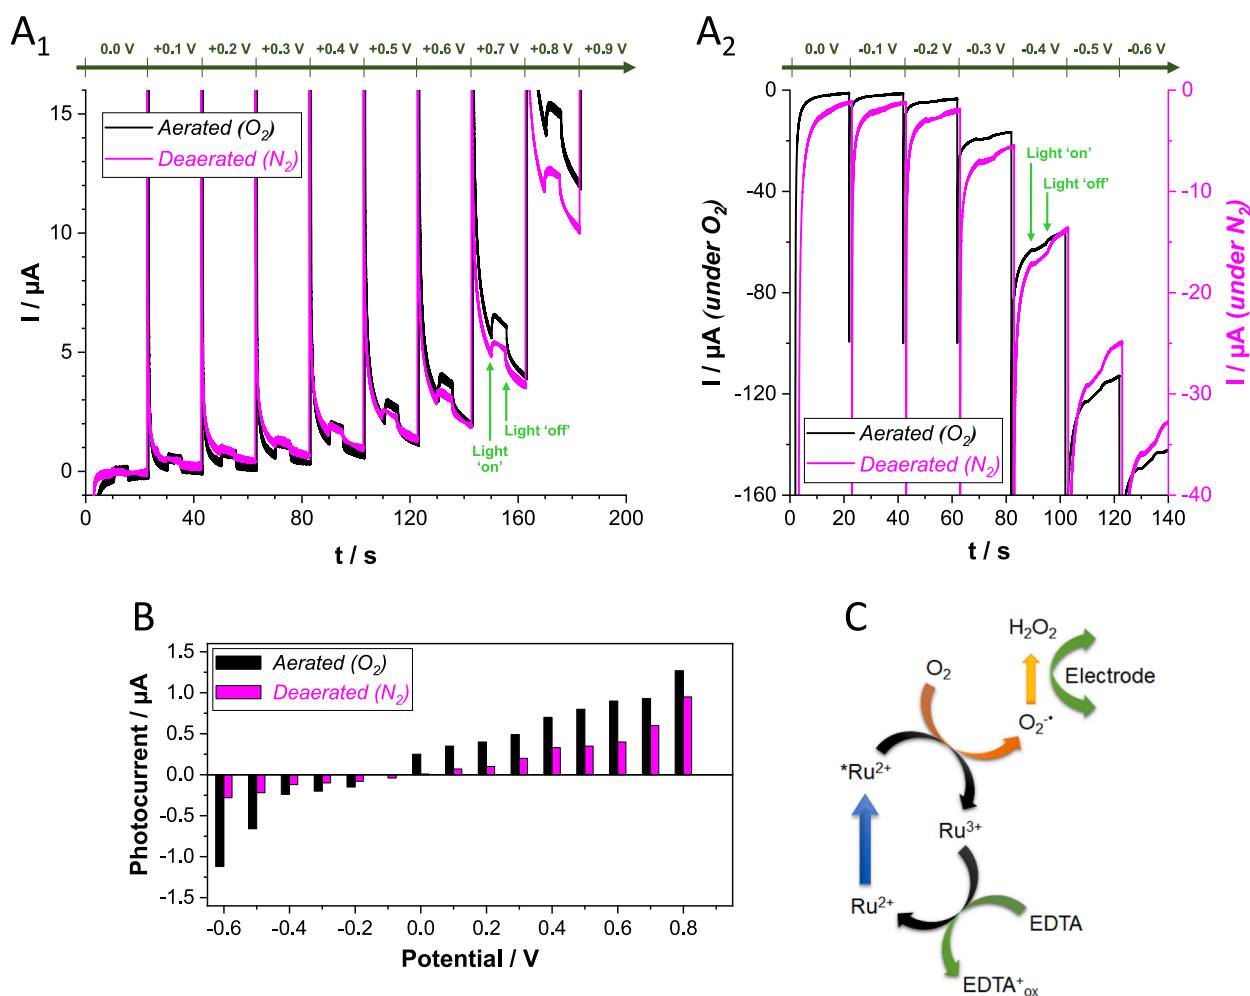 A1
0.0 V +0.1 V +0.2 V +0.3 V +0.4 V +0.5 V +0.6 V +0.7 V +0.8 V +0.9 V
Aerated (O2)
Deaerated (N2)
Light 'on'
Light 'off'
15
10
5
0
I / µA
0 40 80 120 160 200
t / s
A2
0.0 V -0.1 V -0.2 V -0.3 V -0.4 V -0.5 V -0.6 V
Light 'on'
Light 'off'
Aerated (O2)
Deaerated (N2)
0
-40
-80
-120
-160
I / µA (under O2)
0
-10
-20
-30
-40
I / µA (under N2)
0 20 40 60 80 100 120 140
t / s
B
Aerated (O2)
Deaerated (N2)
1.5
1.0
0.5
0.0
-0.5
-1.0
-1.5
Photocurrent / µA
-0.6 -0.4 -0.2 0.0 0.2 0.4 0.6 0.8
Potential / V
C
H2O2
O2
Electrode
O2-•
*Ru2+
Ru3+
Ru2+
EDTA
EDTA+ox